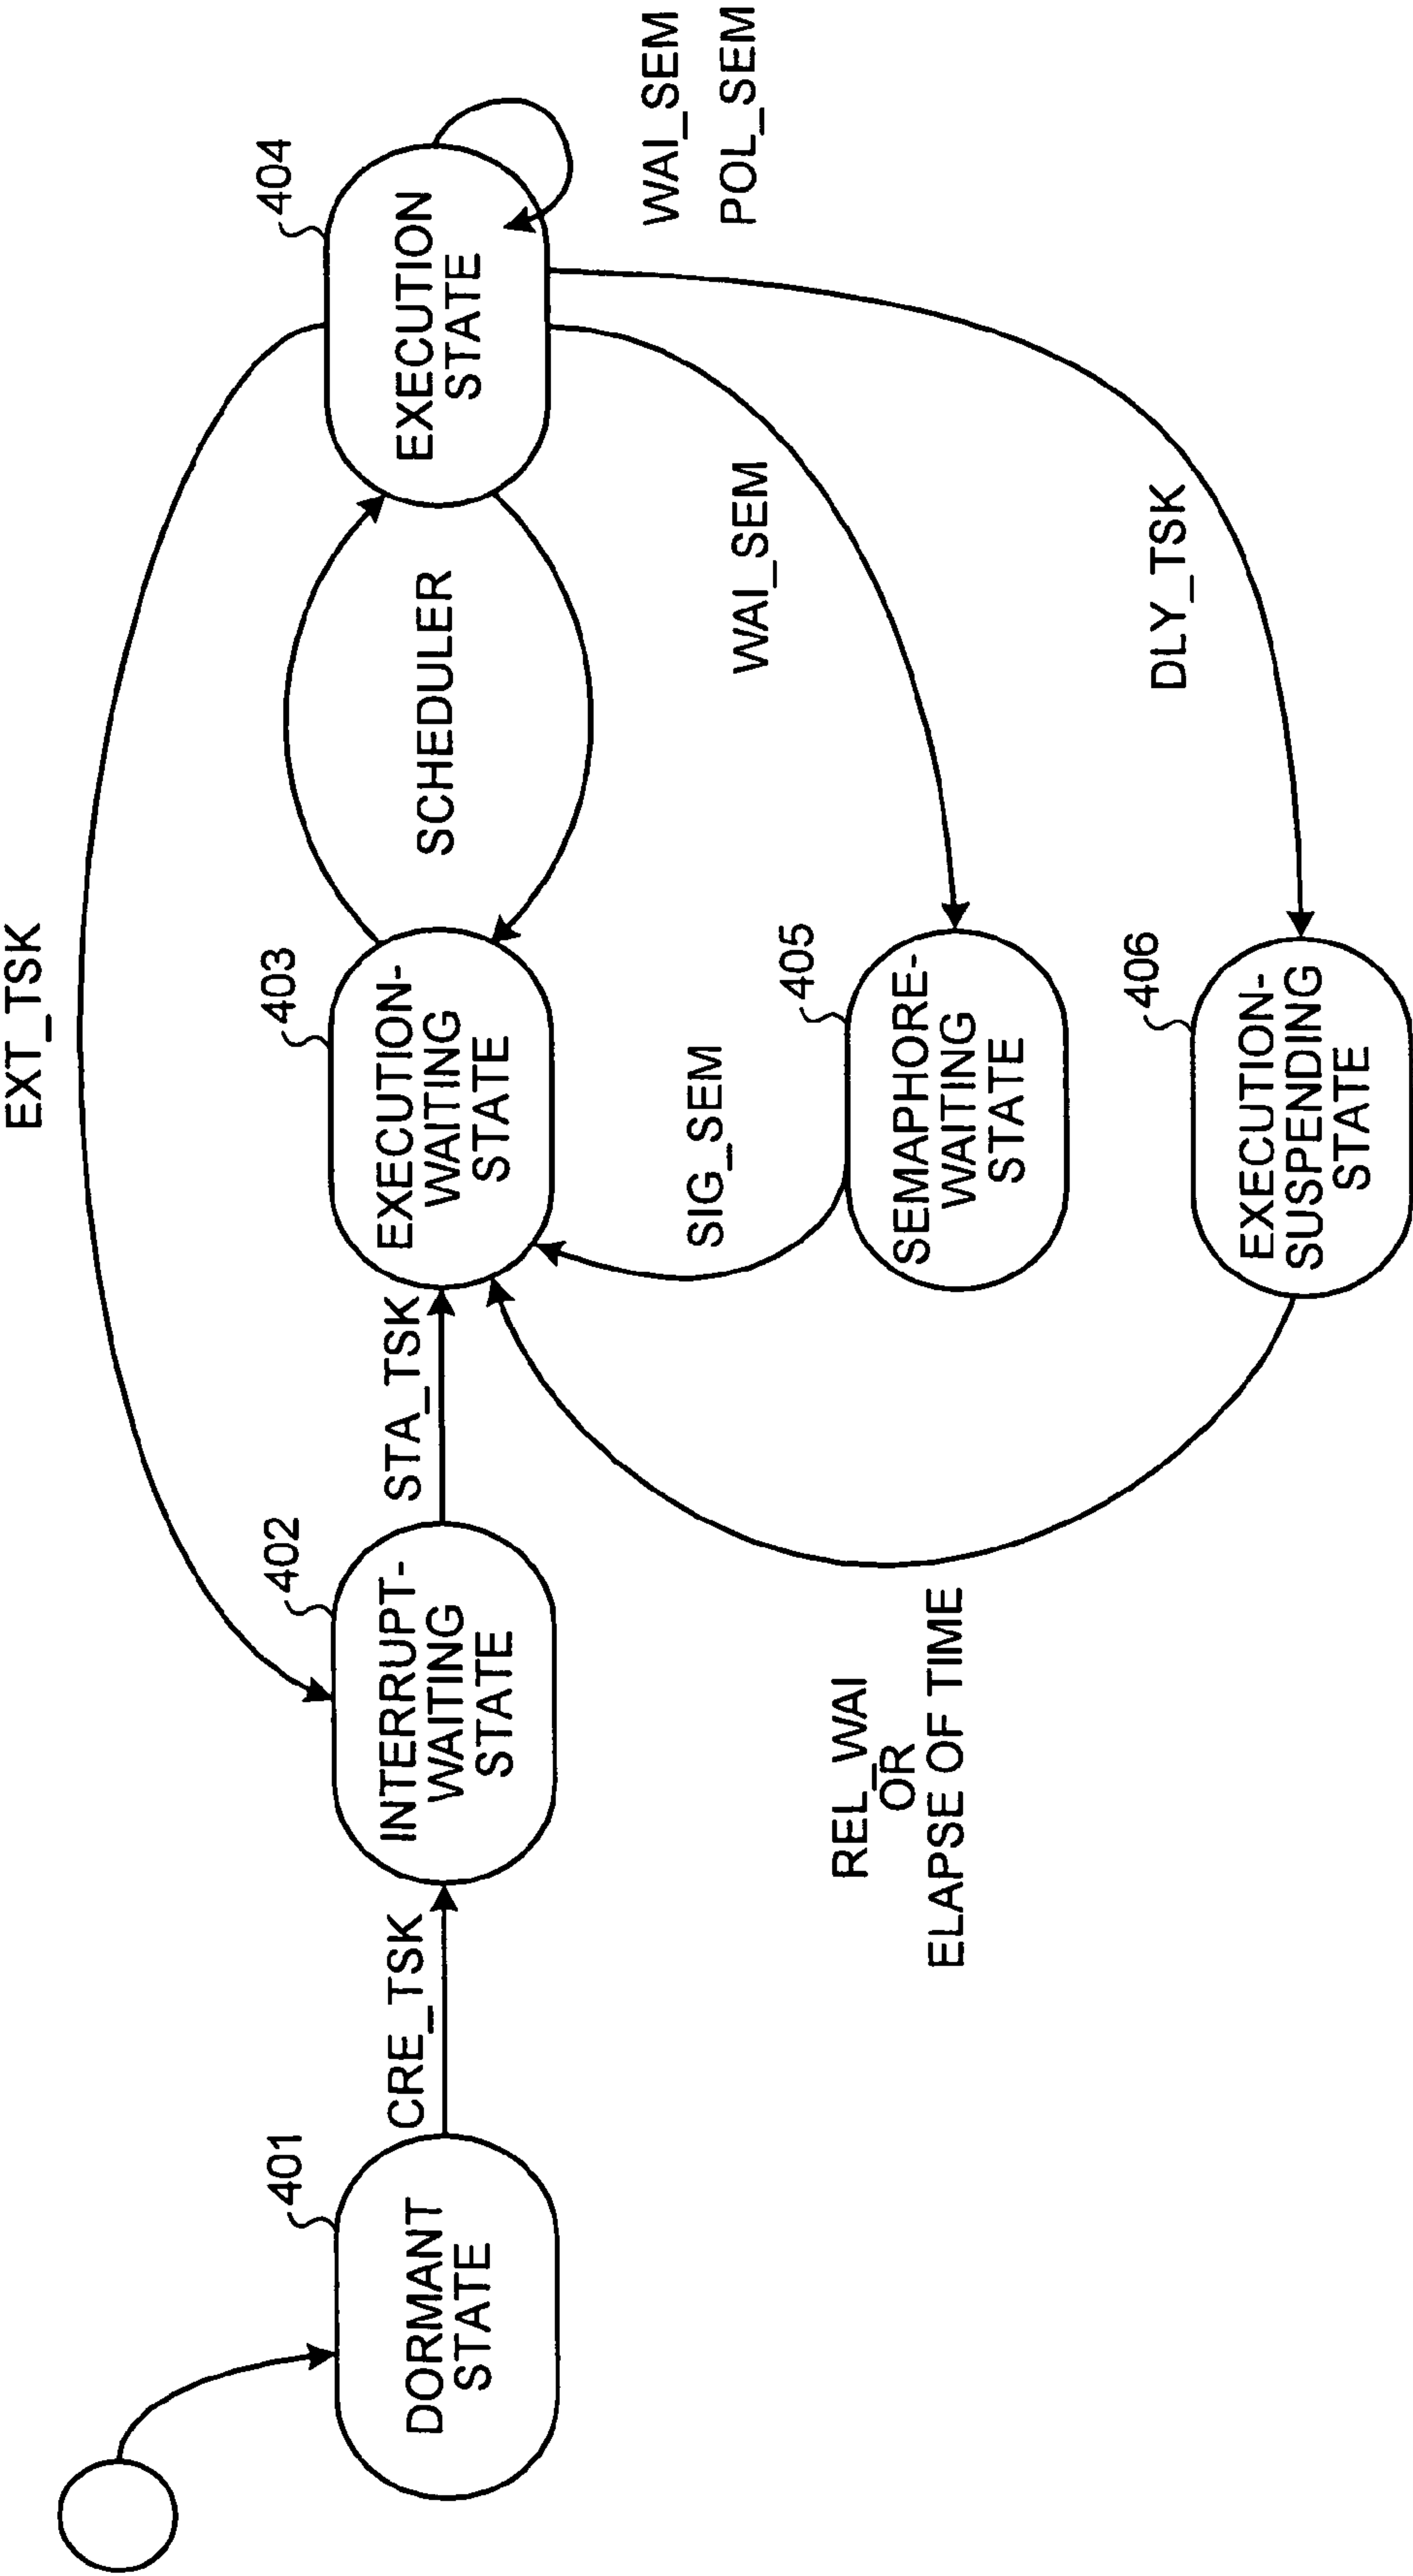 EXT_TSK
401
DORMANT
STATE
CRE_TSK
402
INTERRUPT-
WAITING
STATE
STA_TSK
403
EXECUTION-
WAITING
STATE
SCHEDULER
404
EXECUTION
STATE
WAI_SEM
POL_SEM
SIG_SEM
WAI_SEM
405
SEMAPHORE-
WAITING
STATE
REL_WAI
OR
ELAPSE OF TIME
DLY_TSK
406
EXECUTION-
SUSPENDING
STATE